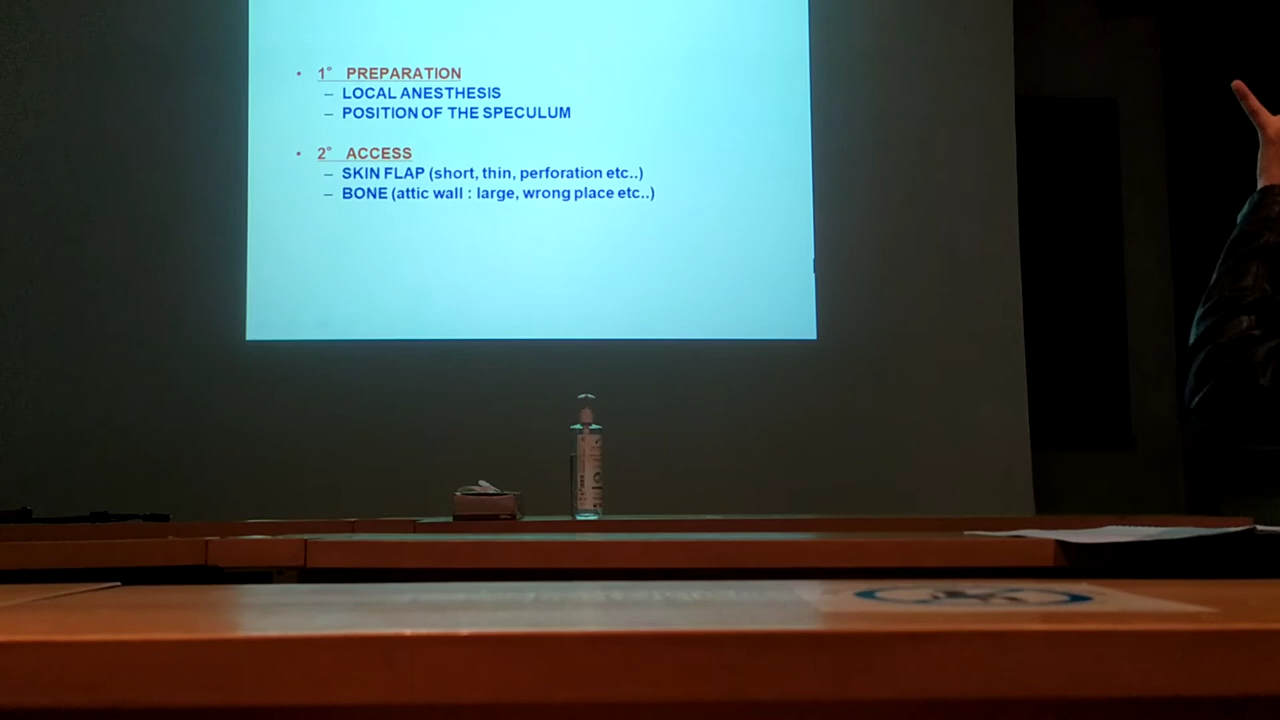 • 1° PREPARATION
– LOCAL ANESTHESIS
– POSITION OF THE SPECULUM
• 2° ACCESS
– SKIN FLAP (short, thin, perforation etc..)
– BONE (attic wall : large, wrong place etc..)